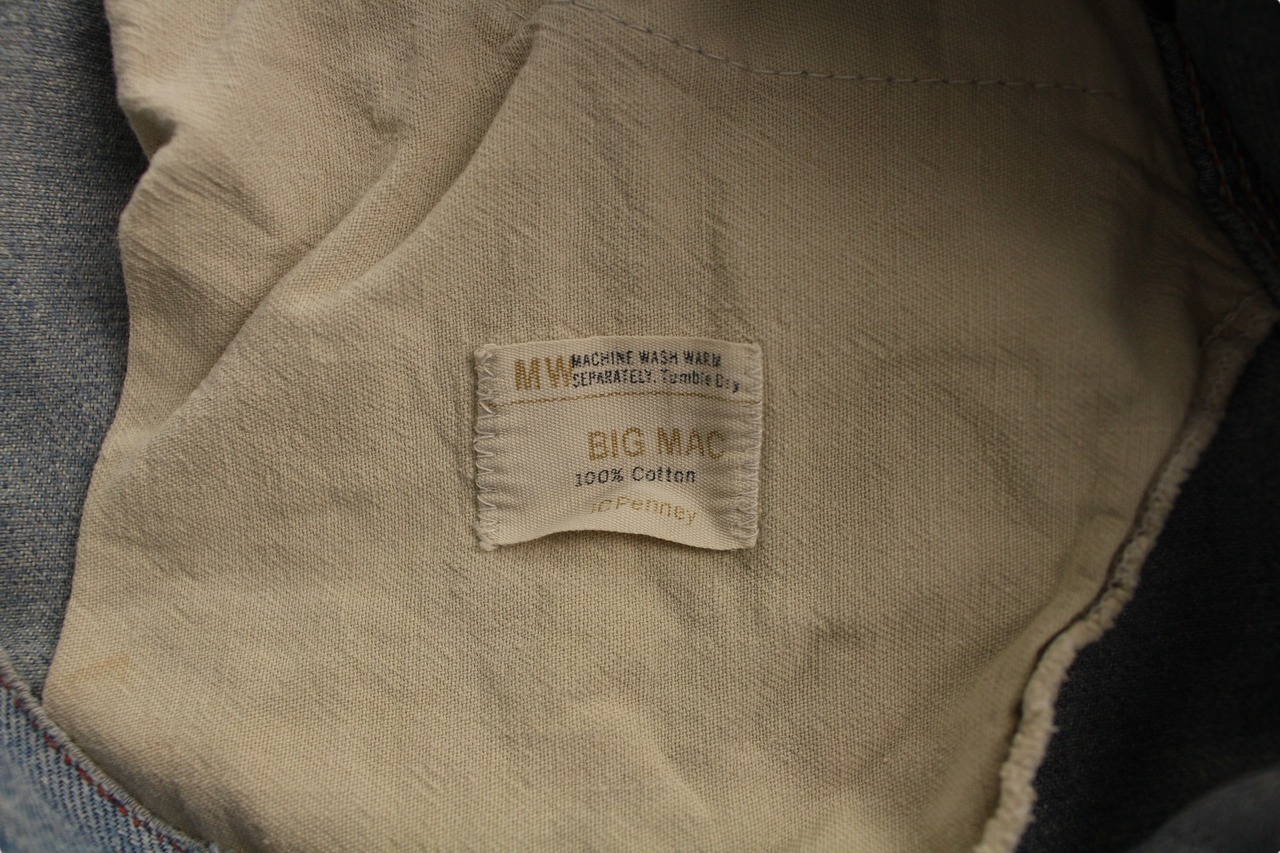 MW MACHINE WASH WARM
SEPARATELY. Tumble Dry
BIG MAC
100% Cotton
JCPenney